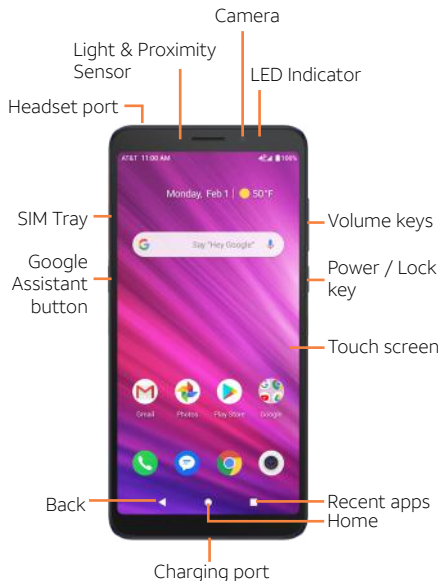 Camera
Light & Proximity
Sensor
LED Indicator
Headset port
AT&T 11:00 AM
100%
Monday, Feb 1 | 50°F
SIM Tray
Volume keys
G Say "Hey Google"
Google
Assistant
button
Power / Lock
key
Touch screen
Gmail Photos Play Store Google
Back
Recent apps
Home
Charging port